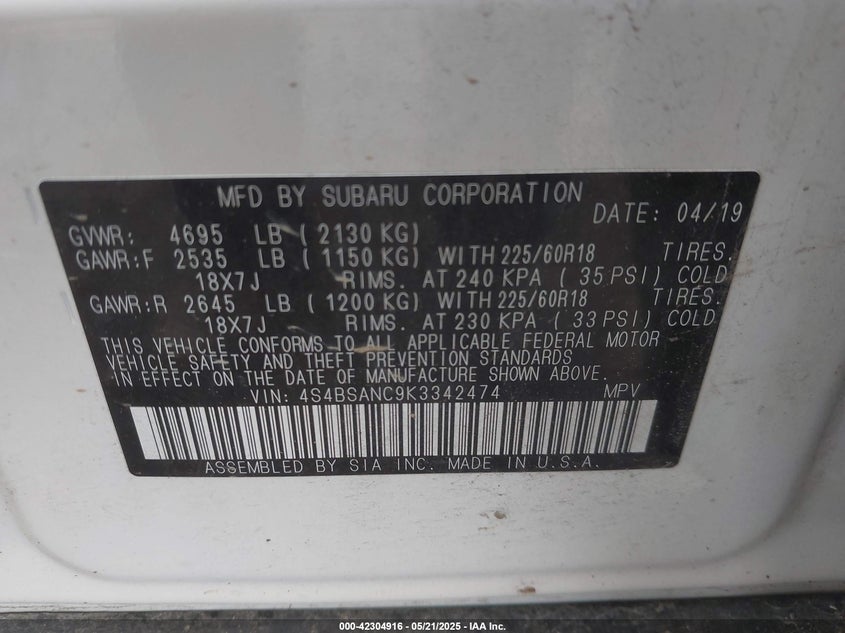 MFD BY SUBARU CORPORATION
DATE: 04/19
GVWR: 4695 LB ( 2130 KG)
GAWR:F 2535 LB ( 1150 KG) WITH 225/60R18 TIRES.
18X7J RIMS. AT 240 KPA ( 35 PSI) COLD
GAWR:R 2645 LB ( 1200 KG) WITH 225/60R18 TIRES.
18X7J RIMS. AT 230 KPA ( 33 PSI) COLD
THIS VEHICLE CONFORMS TO ALL APPLICABLE FEDERAL MOTOR
VEHICLE SAFETY AND THEFT PREVENTION STANDARDS
IN EFFECT ON THE DATE OF MANUFACTURE SHOWN ABOVE.
VIN: 4S4BSANC9K3342474 MPV
ASSEMBLED BY SIA INC. MADE IN U.S.A.
000-42304916 - 05/21/2025 - IAA Inc.